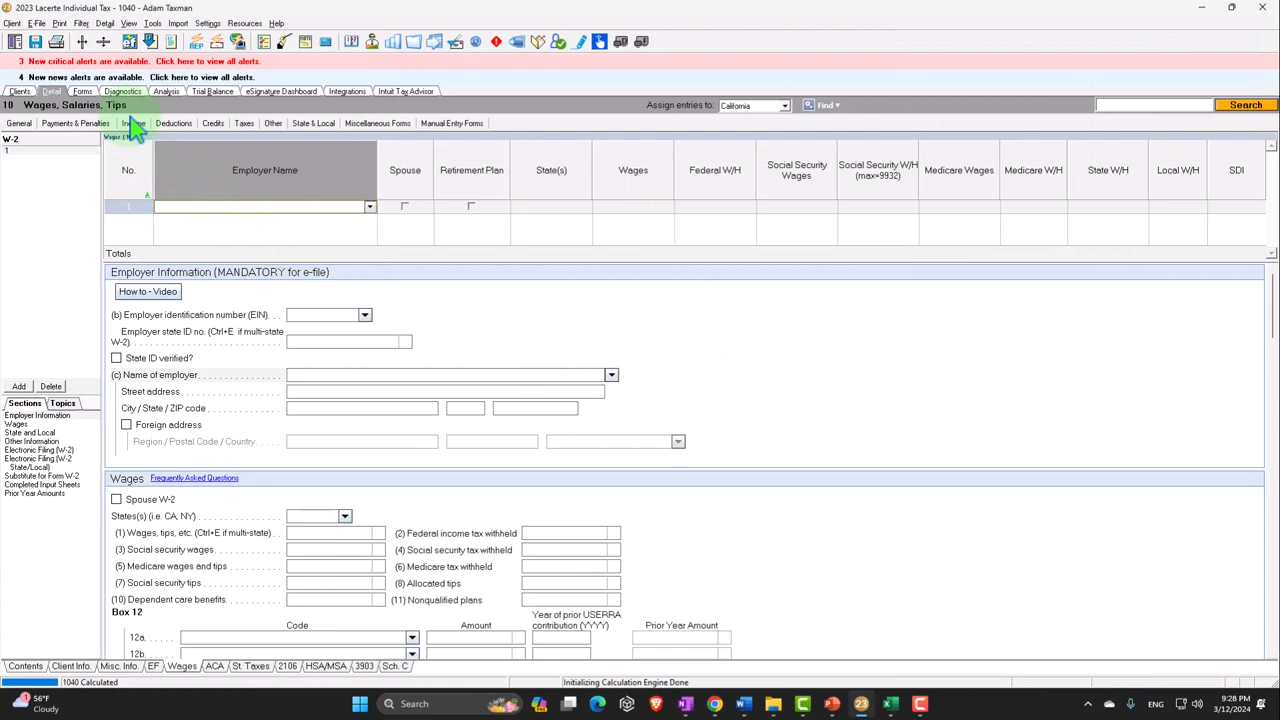 2023 Lacerte Individual Tax - 1040 - Adam Taxman
Client E-File Print Filter Detail View Tools Import Settings Resources Help
3 New critical alerts are available. Click here to view all alerts.
4 New news alerts are available. Click here to view all alerts.
Clients Detail Forms Diagnostics Analysis Trial Balance eSignature Dashboard Integrations Intuit Tax Advisor
10 Wages, Salaries, Tips Assign entries to: California Find Search
General Payments & Penalties Deductions Credits Taxes Other State & Local Miscellaneous Forms Manual Entry Forms
W-2
1
No. Employer Name Spouse Retirement Plan State(s) Wages Federal W/H Social Security Wages Social Security W/H (max=9932) Medicare Wages Medicare W/H State W/H Local W/H SDI
1
Totals
Employer Information (MANDATORY for e-file)
How to - Video
(b) Employer identification number (EIN). . .
Employer state ID no. (Ctrl+E if multi-state
W-2). . . . . . . . . . . . . . . . . . . . . . . . . . . . . . .
State ID verified?
(c) Name of employer. . . . . . . . . . . . . . . .
Street address . . . . . . . . . . . . . . . . . . . .
City / State / ZIP code . . . . . . . . . . . . . .
Foreign address
Region / Postal Code / Country. . . . . .
Add Delete
Sections Topics
Employer Information
Wages
State and Local
Other Information
Electronic Filing (W-2)
Electronic Filing (W-2
State/Local)
Substitute for Form W-2
Completed Input Sheets
Prior Year Amounts
Wages Frequently Asked Questions
Spouse W-2
States(s) (i.e. CA, NY) . . . . . . . . . . . . . . .
(1) Wages, tips, etc. (Ctrl+E if multi-state) . . (2) Federal income tax withheld
(3) Social security wages. . . . . . . . . . . . . (4) Social security tax withheld
(5) Medicare wages and tips . . . . . . . . . . (6) Medicare tax withheld
(7) Social security tips . . . . . . . . . . . . . . (8) Allocated tips
(10) Dependent care benefits. . . . . . . . . . . (11) Nonqualified plans
Box 12
Code Amount Year of prior USERRA contribution (YYYY) Prior Year Amount
12a. . . . . .
12b. . . . . .
Contents Client Info. Misc. Info. EF Wages ACA St. Taxes 2106 HSA/MSA 3903 Sch. C
1040 Calculated Initializing Calculation Engine Done
56°F
Cloudy
Search
ENG
9:28 PM
3/12/2024